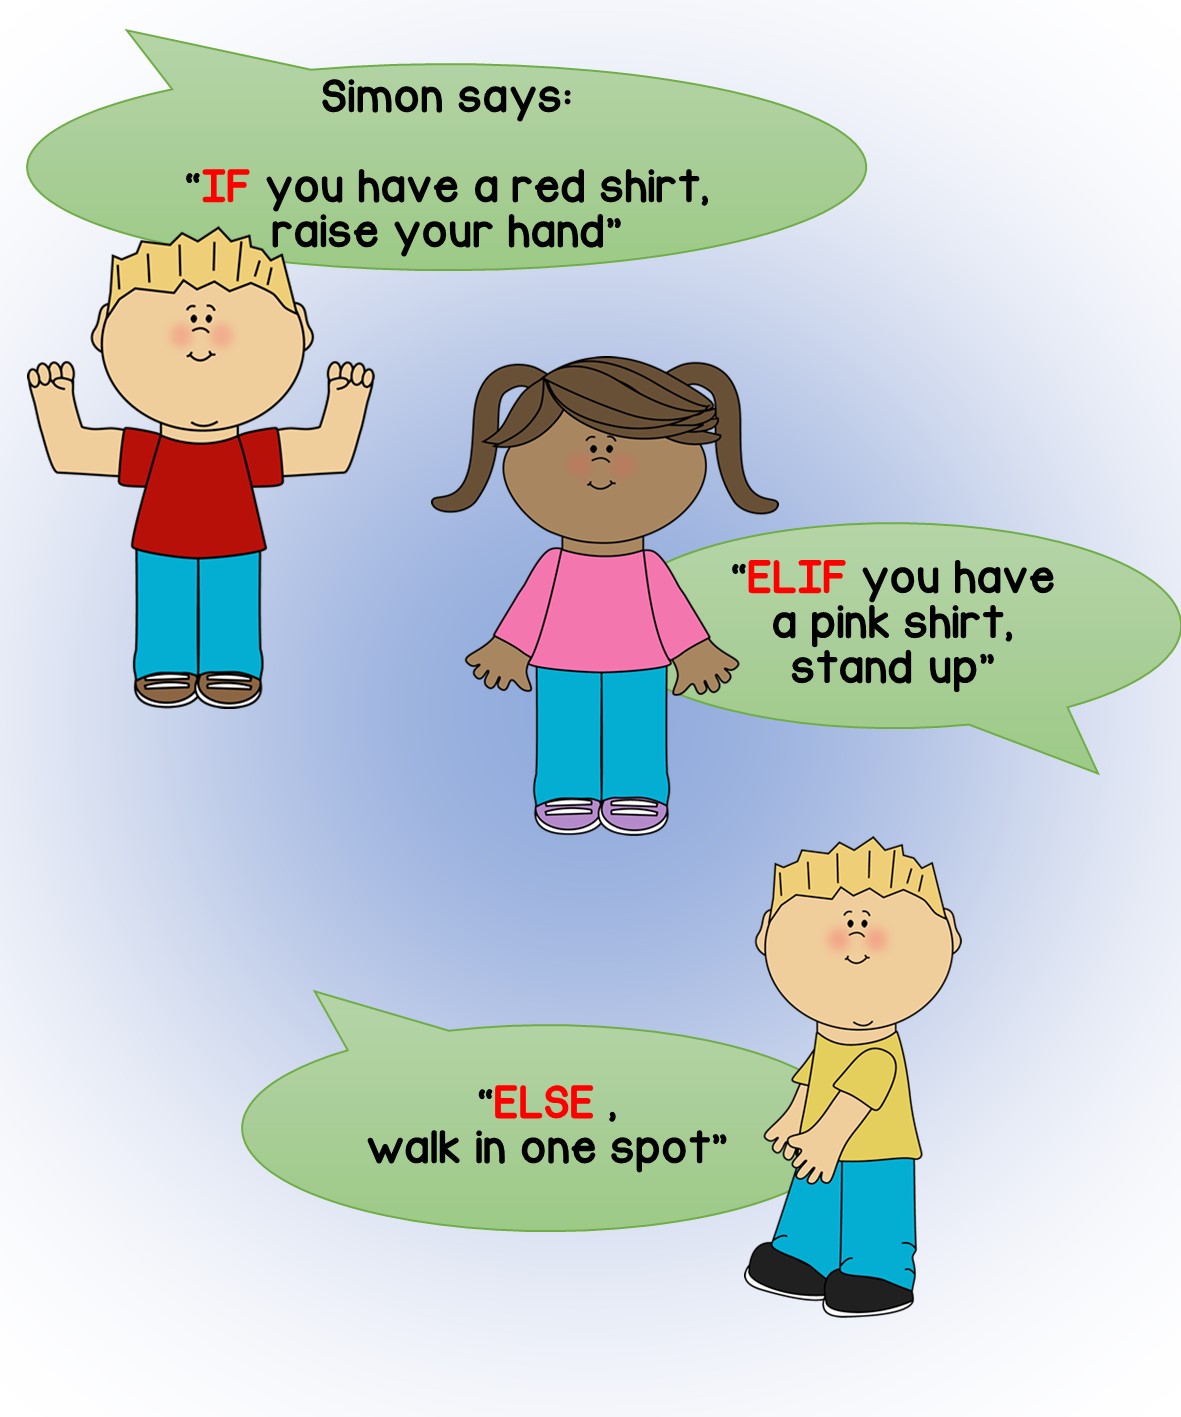 Simon says:
“IF you have a red shirt,
raise your hand”
“ELIF you have
a pink shirt,
stand up”
“ELSE ,
walk in one spot”